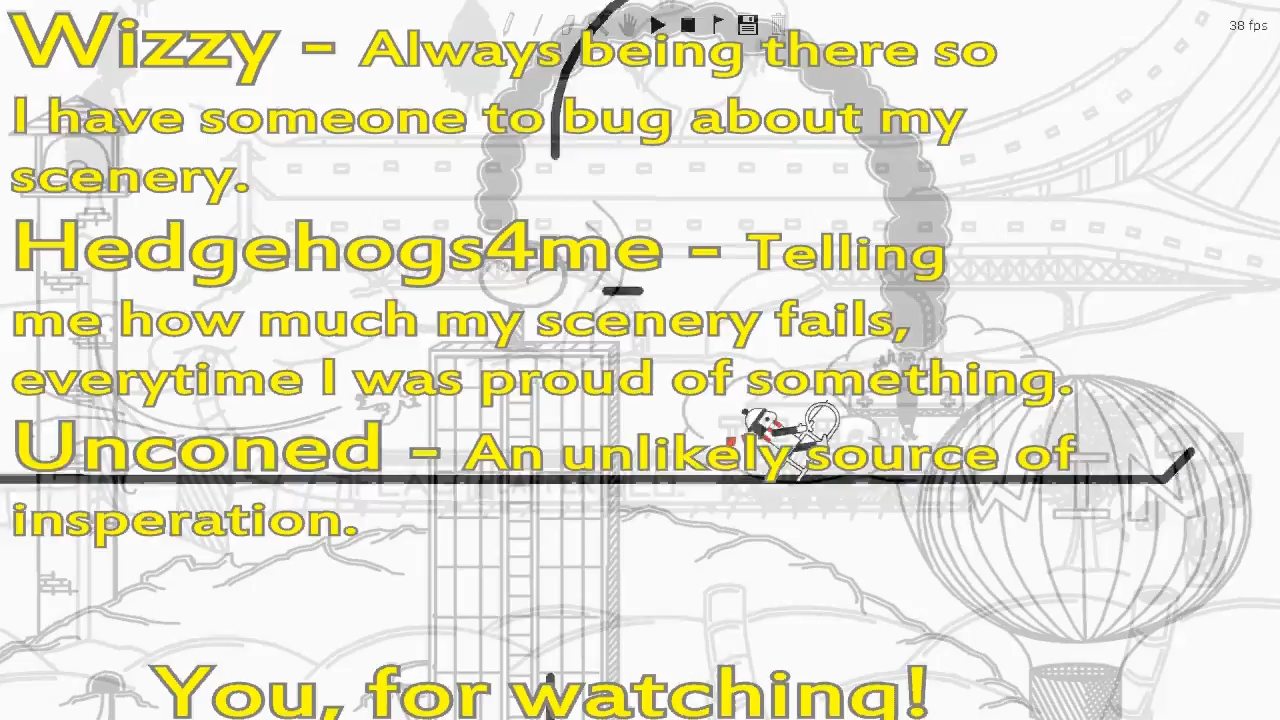 38 fps
Wizzy - Always being there so
I have someone to bug about my
scenery.
Hedgehogs4me - Telling
me how much my scenery fails,
everytime I was proud of something.
Unconed - An unlikely source of
insperation.
WIN
You, for watching!